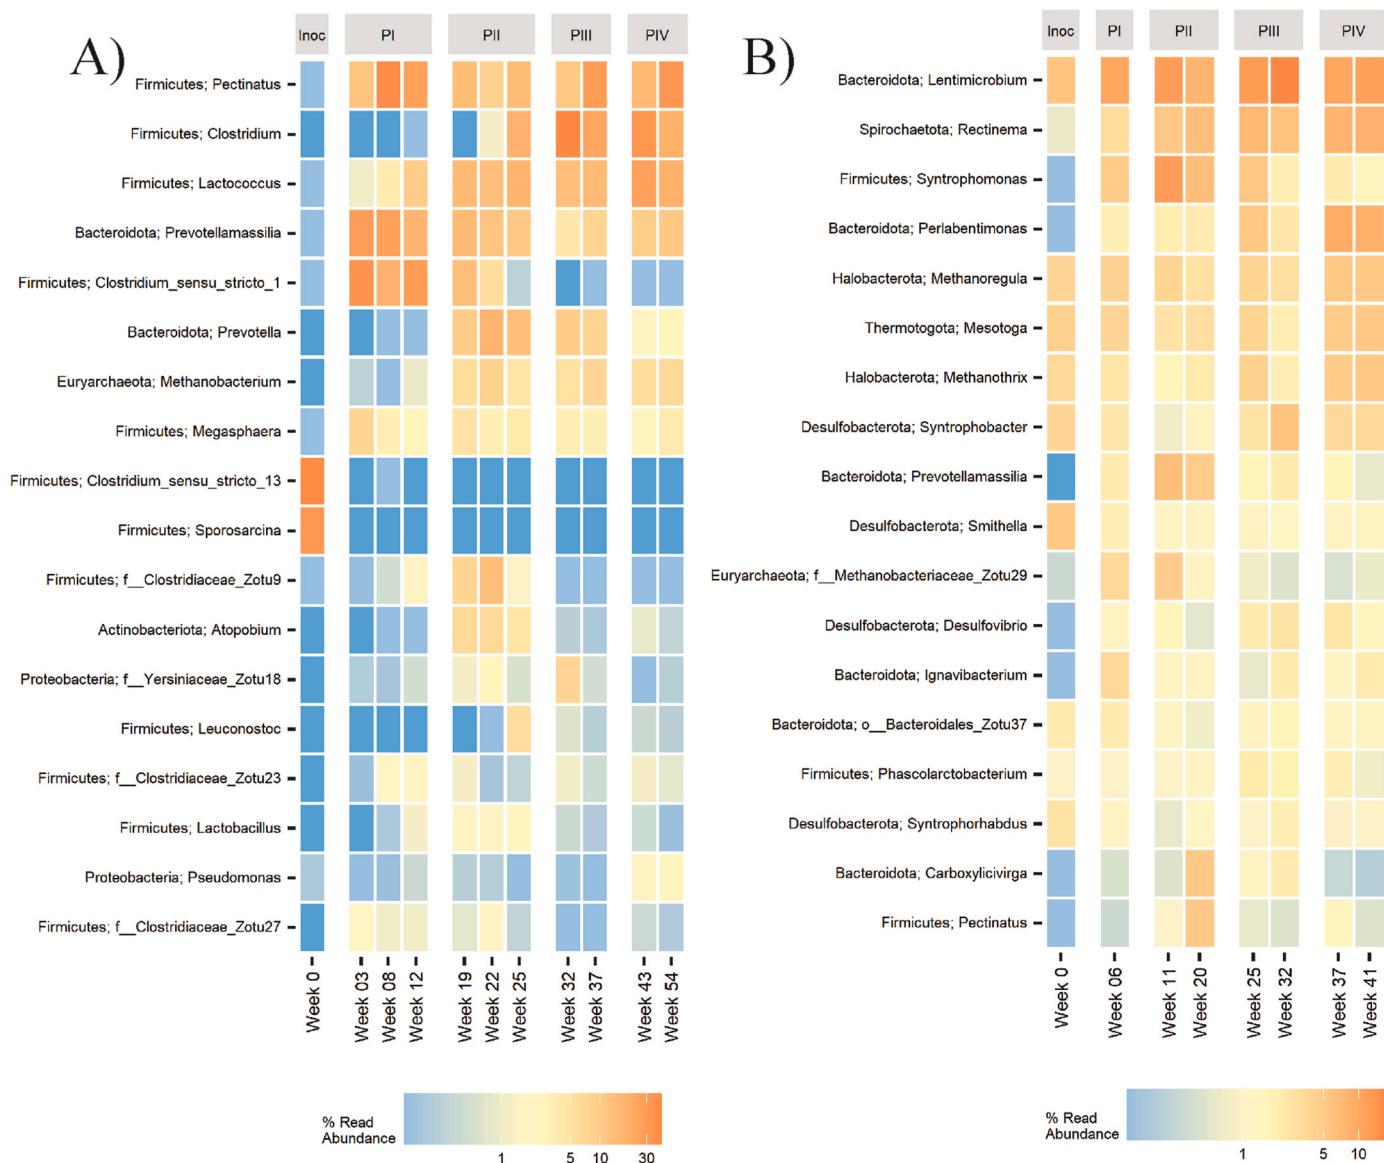 A)
Inoc PI PII PIII PIV
Firmicutes; Pectinatus
Firmicutes; Clostridium
Firmicutes; Lactococcus
Bacteroidota; Prevotellamassilia
Firmicutes; Clostridium_sensu_stricto_1
Bacteroidota; Prevotella
Euryarchaeota; Methanobacterium
Firmicutes; Megasphaera
Firmicutes; Clostridium_sensu_stricto_13
Firmicutes; Sporosarcina
Firmicutes; f__Clostridiaceae_Zotu9
Actinobacteriota; Atopobium
Proteobacteria; f__Yersiniaceae_Zotu18
Firmicutes; Leuconostoc
Firmicutes; f__Clostridiaceae_Zotu23
Firmicutes; Lactobacillus
Proteobacteria; Pseudomonas
Firmicutes; f__Clostridiaceae_Zotu27
Week 0
Week 03
Week 08
Week 12
Week 19
Week 22
Week 25
Week 32
Week 37
Week 43
Week 54
% Read
Abundance
1 5 10 30
B)
Inoc PI PII PIII PIV
Bacteroidota; Lentimicrobium
Spirochaetota; Rectinema
Firmicutes; Syntrophomonas
Bacteroidota; Perlabentimonas
Halobacterota; Methanoregula
Thermotogota; Mesotoga
Halobacterota; Methanothrix
Desulfobacterota; Syntrophobacter
Bacteroidota; Prevotellamassilia
Desulfobacterota; Smithella
Euryarchaeota; f__Methanobacteriaceae_Zotu29
Desulfobacterota; Desulfovibrio
Bacteroidota; Ignavibacterium
Bacteroidota; o__Bacteroidales_Zotu37
Firmicutes; Phascolarctobacterium
Desulfobacterota; Syntrophorhabdus
Bacteroidota; Carboxylicivirga
Firmicutes; Pectinatus
Week 0
Week 06
Week 11
Week 20
Week 25
Week 32
Week 37
Week 41
% Read
Abundance
1 5 10